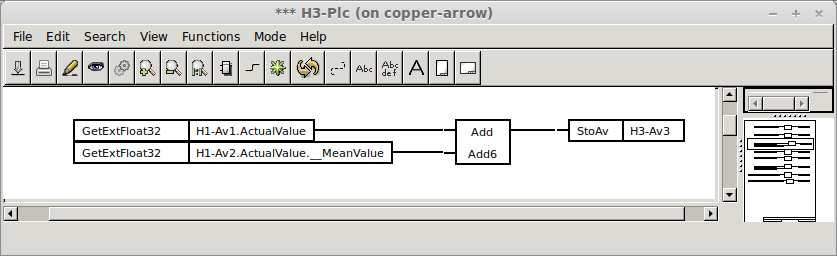 *** H3-Plc (on copper-arrow)
File Edit Search View Functions Mode Help
Abc Abc def A
GetExtFloat32 H1-Av1.ActualValue Add StoAv H3-Av3
GetExtFloat32 H1-Av2.ActualValue.__MeanValue Add6